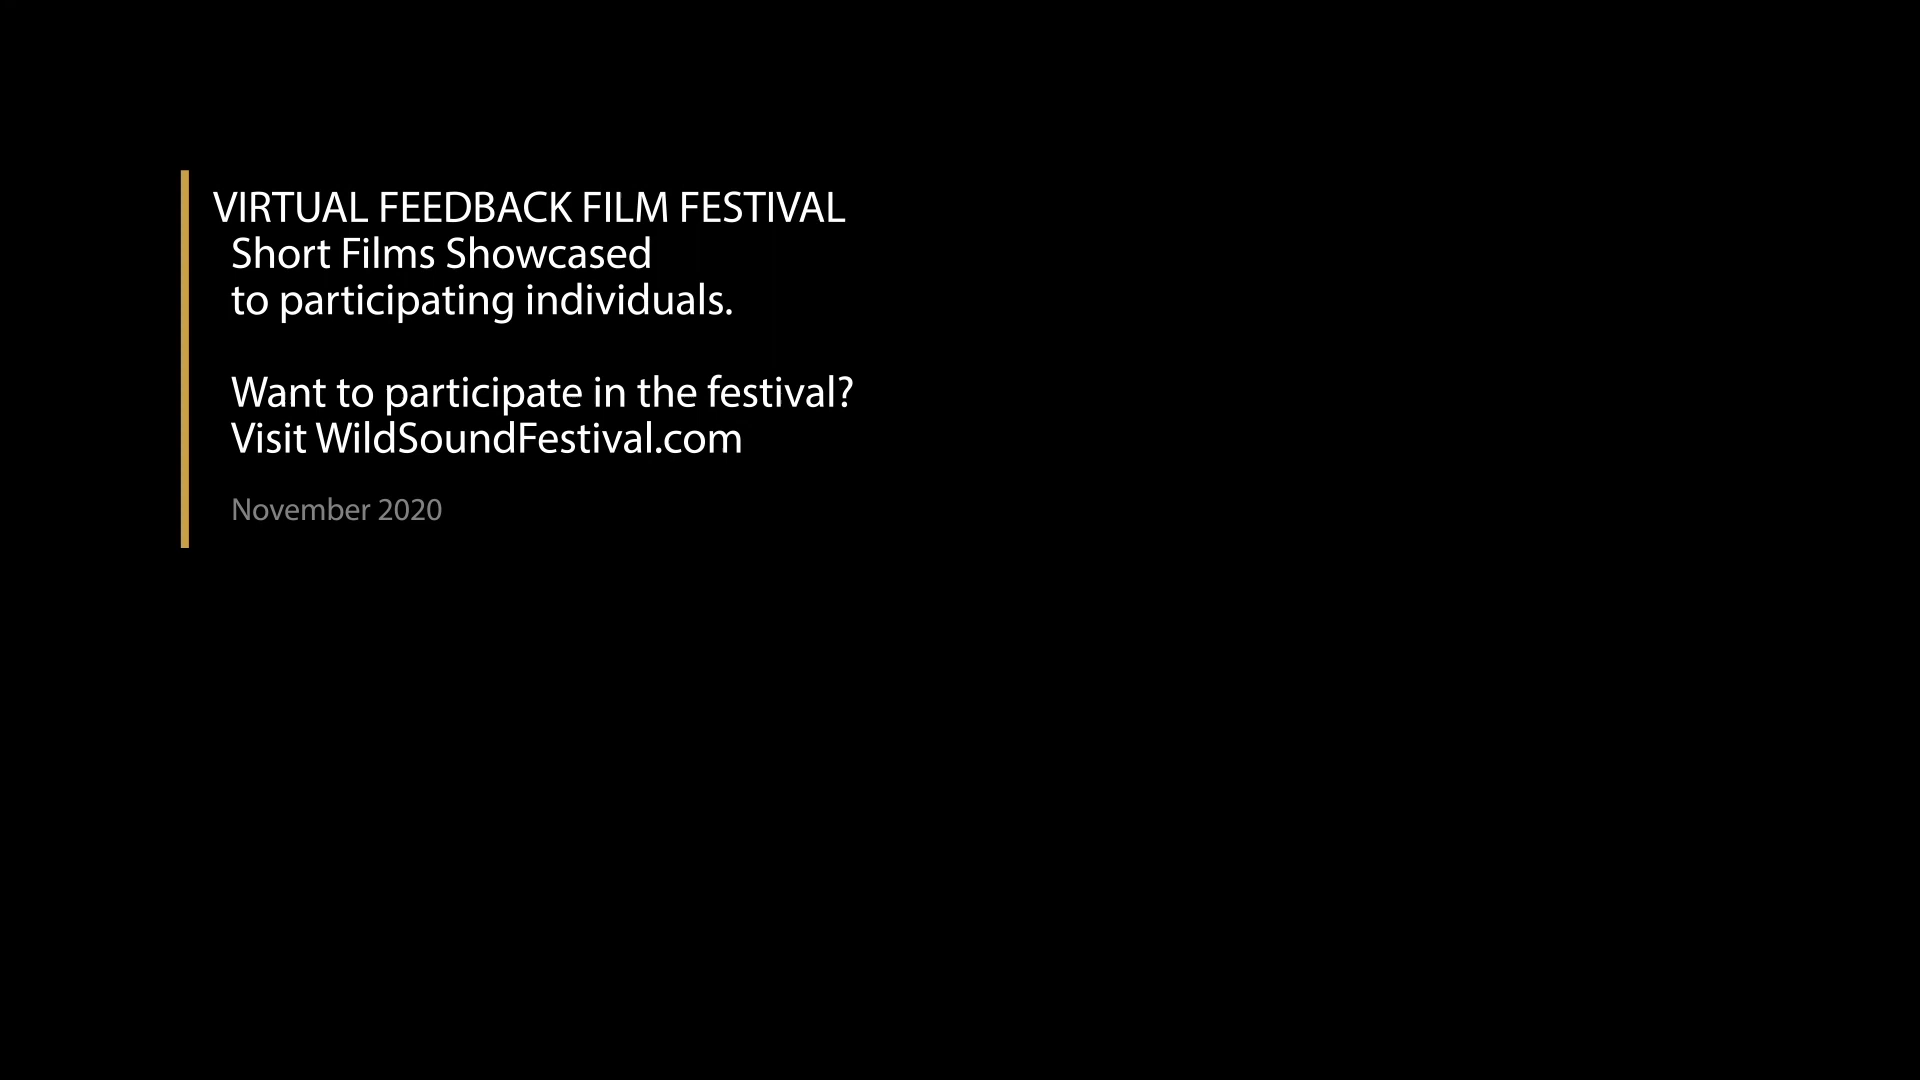 VIRTUAL FEEDBACK FILM FESTIVAL
Short Films Showcased
to participating individuals.
Want to participate in the festival?
Visit WildSoundFestival.com
November 2020